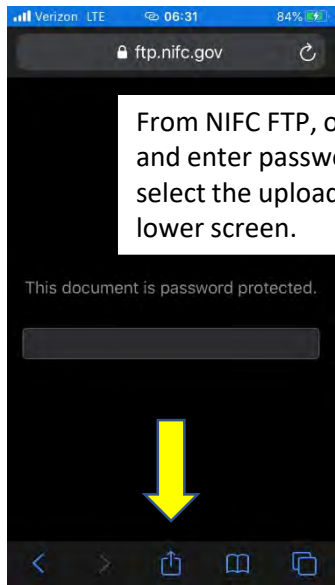 Verizon LTE 06:31 84%
ftp.nifc.gov
From NIFC FTP, o
and enter passw
select the upload
lower screen.
This document is password protected.